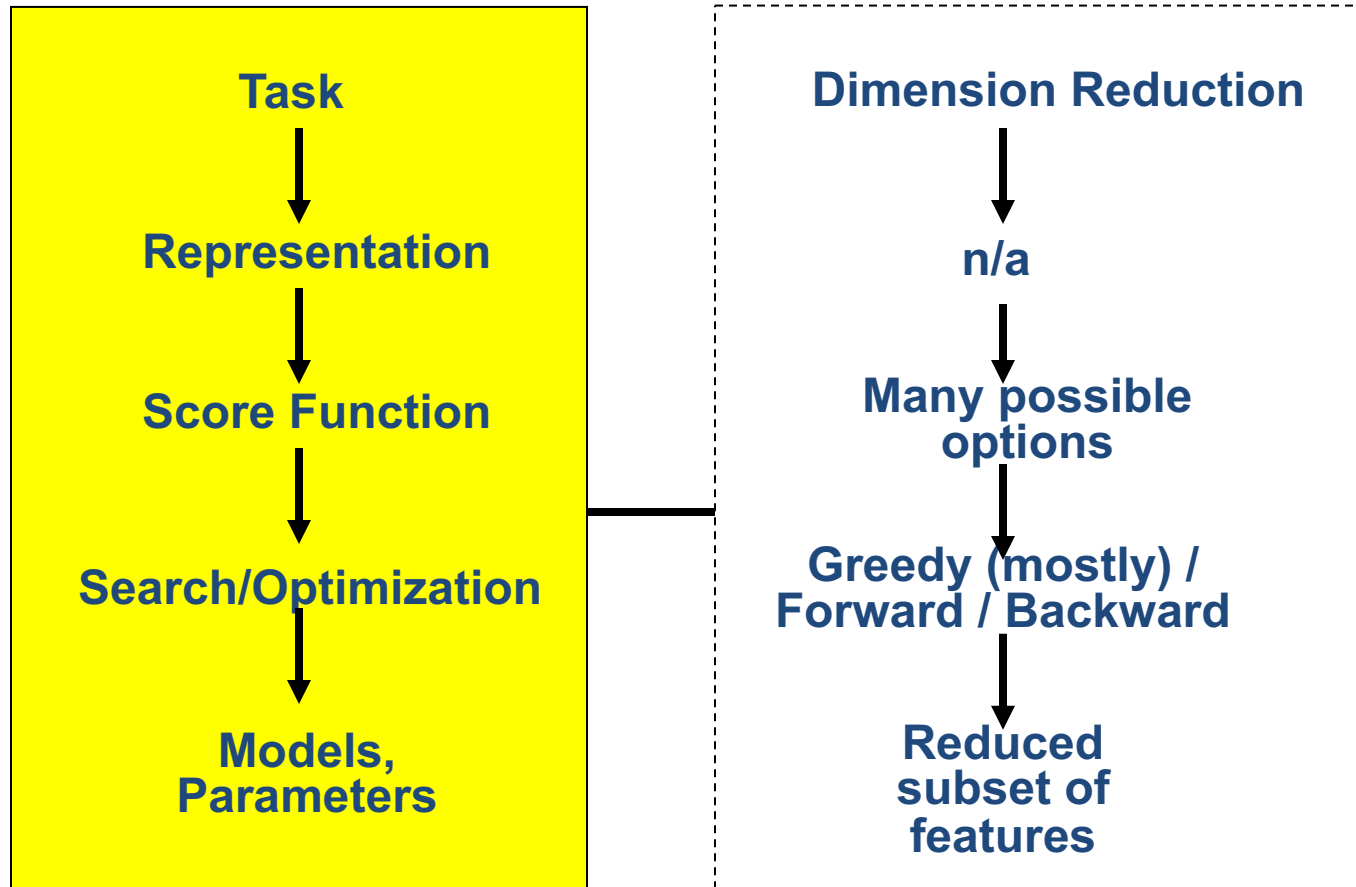 Task
Representation
Score Function
Search/Optimization
Models,
Parameters
Dimension Reduction
n/a
Many possible
options
Greedy (mostly) /
Forward / Backward
Reduced
subset of
features